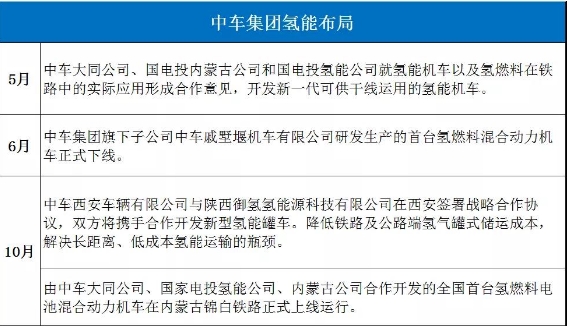 中车集团氢能布局
5月
中车大同公司、国电投内蒙古公司和国电投氢能公司就氢能机车以及氢燃料在铁
路中的实际应用形成合作意见，开发新一代可供干线运用的氢能机车。
6月
中车集团旗下子公司中车戚墅堰机车有限公司研发生产的首台氢燃料混合动力机
车正式下线。
10月
中车西安车辆有限公司与陕西御氢氢能源科技有限公司在西安签署战略合作协
议，双方将携手合作开发新型氢能罐车。降低铁路及公路端氢气罐式储运成本，
解决长距离、低成本氢能运输的瓶颈。
由中车大同公司、国家电投氢能公司、内蒙古公司合作开发的全国首台氢燃料电
池混合动力机车在内蒙古锦白铁路正式上线运行。